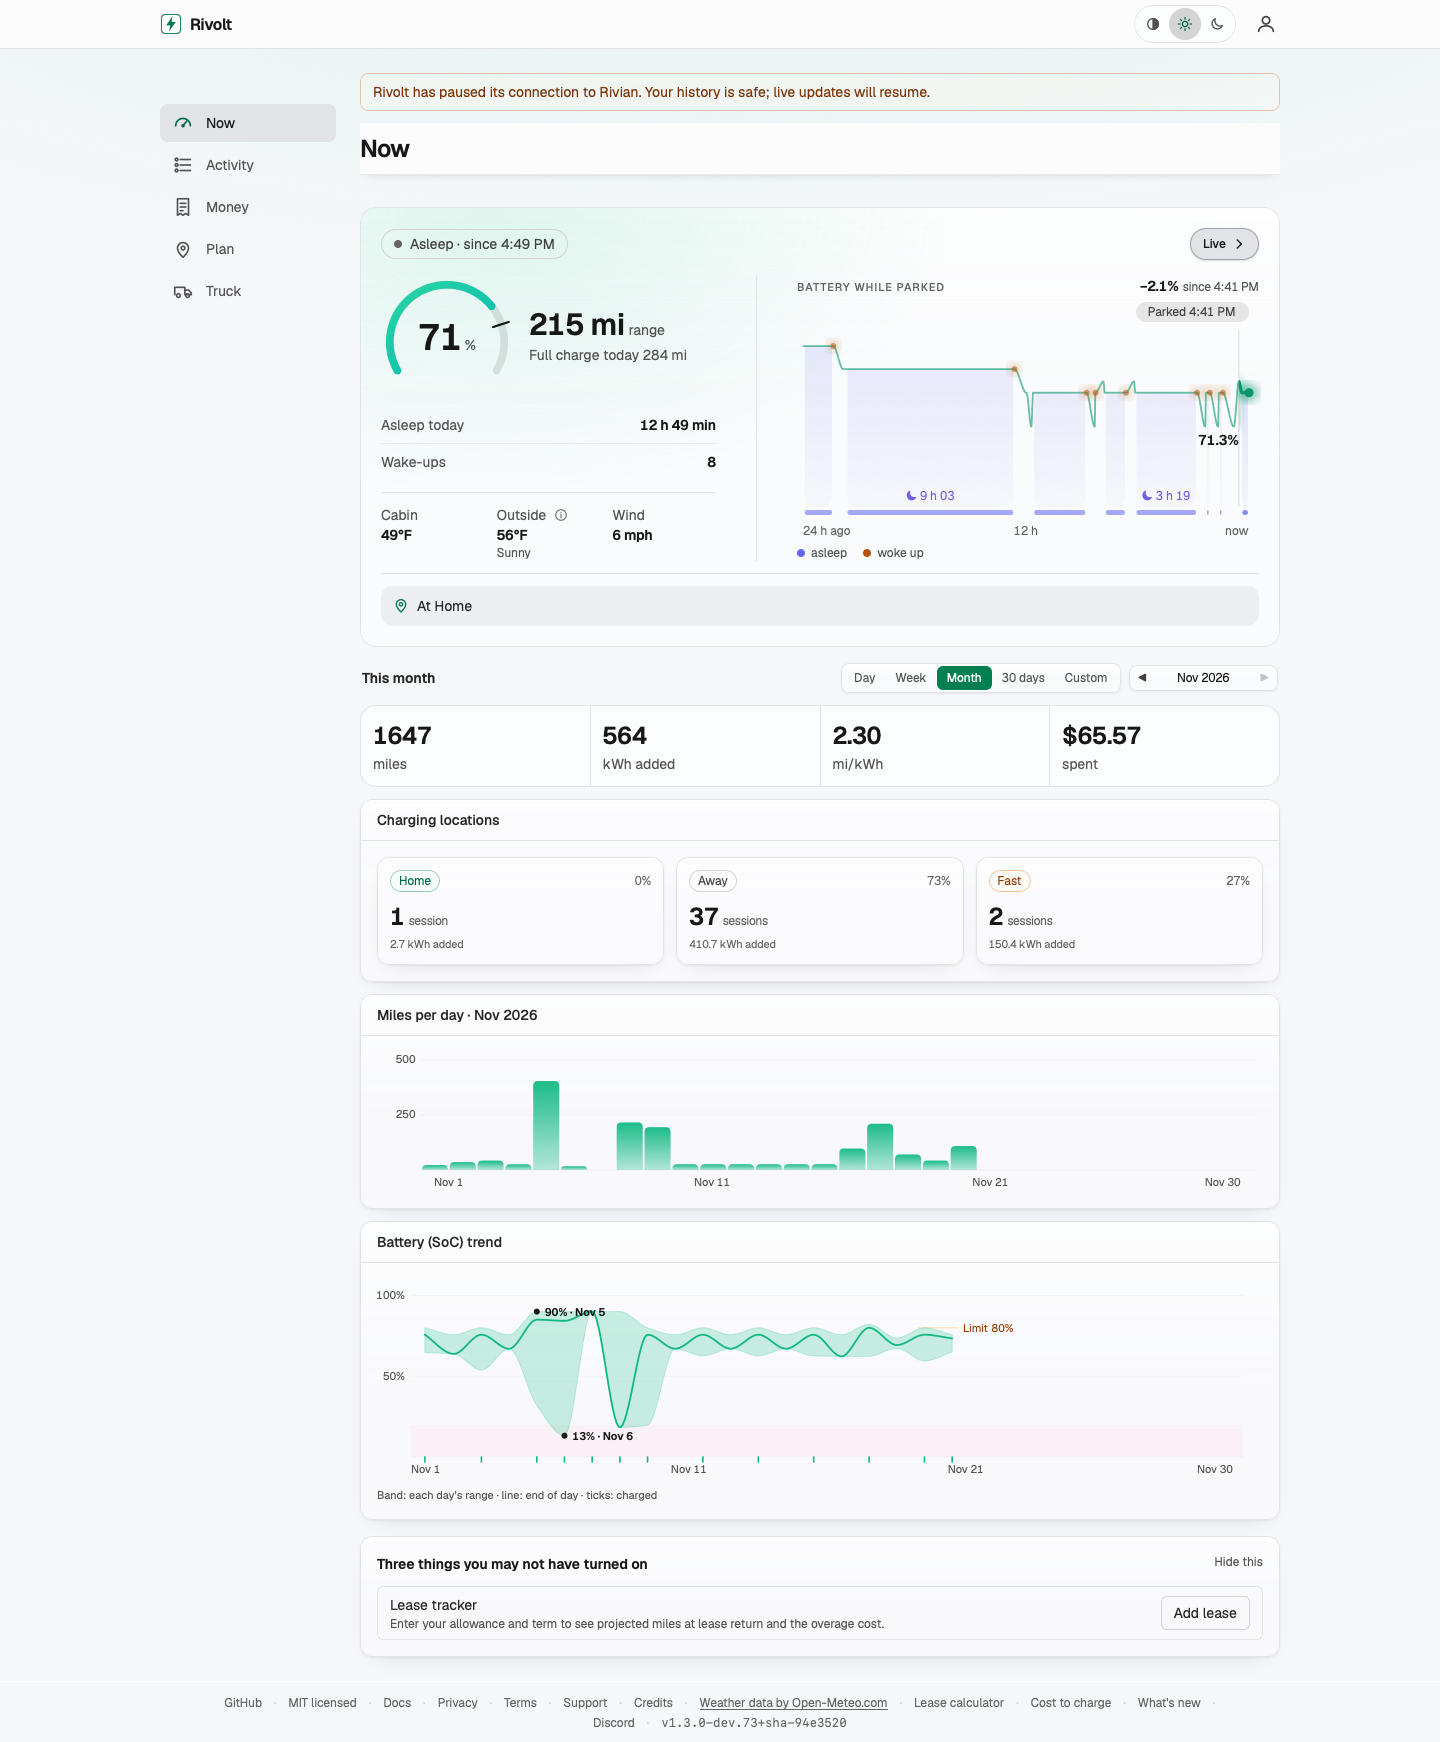 Rivolt
Rivolt has paused its connection to Rivian. Your history is safe; live updates will resume.
Now
Activity
Money
Plan
Truck
Now
Asleep · since 4:49 PM
Live
71 %
215 mi range
Full charge today 284 mi
Asleep today 12 h 49 min
Wake-ups 8
Cabin Outside Wind
49°F 56°F 6 mph
Sunny
BATTERY WHILE PARKED
−2.1% since 4:41 PM
Parked 4:41 PM
71.3%
9 h 03
3 h 19
24 h ago 12 h now
asleep woke up
At Home
This month
Day Week Month 30 days Custom
◀ Nov 2026 ▶
1647 564 2.30 $65.57
miles kWh added mi/kWh spent
Charging locations
Home 0%
1 session
2.7 kWh added
Away 73%
37 sessions
410.7 kWh added
Fast 27%
2 sessions
150.4 kWh added
Miles per day · Nov 2026
500
250
Nov 1 Nov 11 Nov 21 Nov 30
Battery (SoC) trend
100%
90% · Nov 5
Limit 80%
50%
13% · Nov 6
Nov 1 Nov 11 Nov 21 Nov 30
Band: each day's range · line: end of day · ticks: charged
Three things you may not have turned on
Hide this
Lease tracker
Enter your allowance and term to see projected miles at lease return and the overage cost.
Add lease
GitHub · MIT licensed · Docs · Privacy · Terms · Support · Credits · Weather data by Open-Meteo.com · Lease calculator · Cost to charge · What's new ·
Discord · v1.3.0-dev.73+sha-94e3520